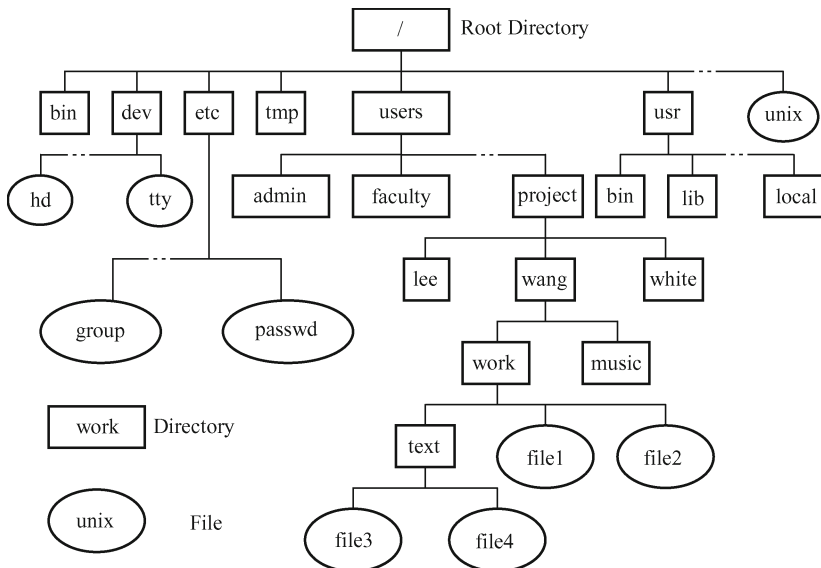 / Root Directory
bin dev etc tmp users usr unix
hd tty admin faculty project bin lib local
lee wang white
group passwd
work music
work Directory
text file1 file2
unix File
file3 file4